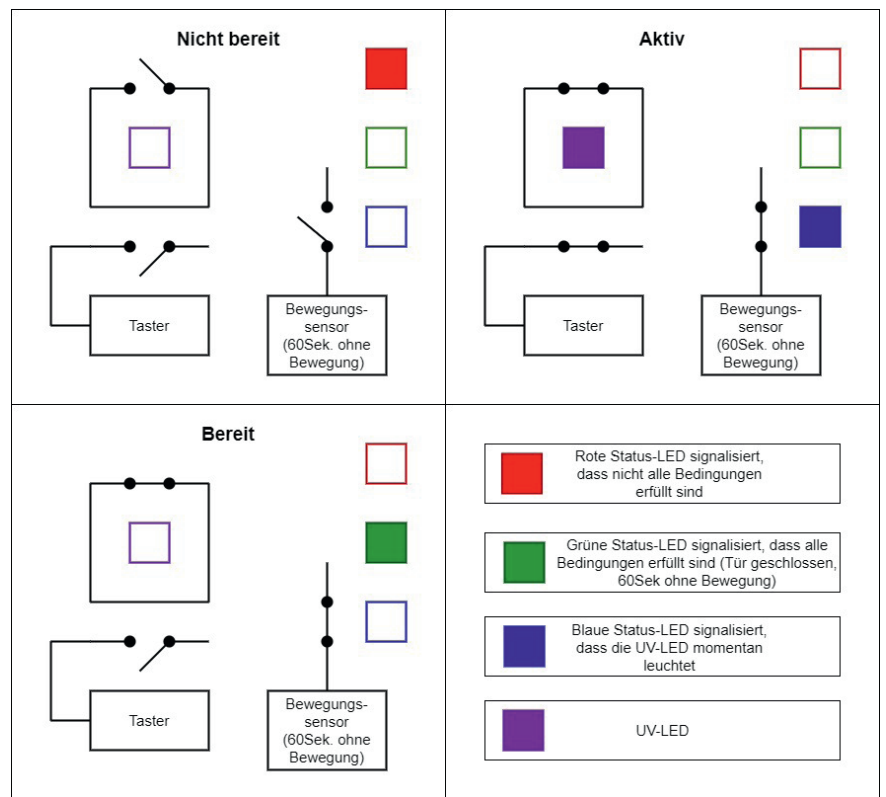 Nicht bereit
Taster
Bewegungs-
sensor
(60Sek. ohne
Bewegung)
Aktiv
Taster
Bewegungs-
sensor
(60Sek. ohne
Bewegung)
Bereit
Taster
Bewegungs-
sensor
(60Sek. ohne
Bewegung)
Rote Status-LED signalisiert,
dass nicht alle Bedingungen
erfüllt sind
Grüne Status-LED signalisiert, dass alle
Bedingungen erfüllt sind (Tür geschlossen,
60Sek ohne Bewegung)
Blaue Status-LED signalisiert,
dass die UV-LED momentan
leuchtet
UV-LED